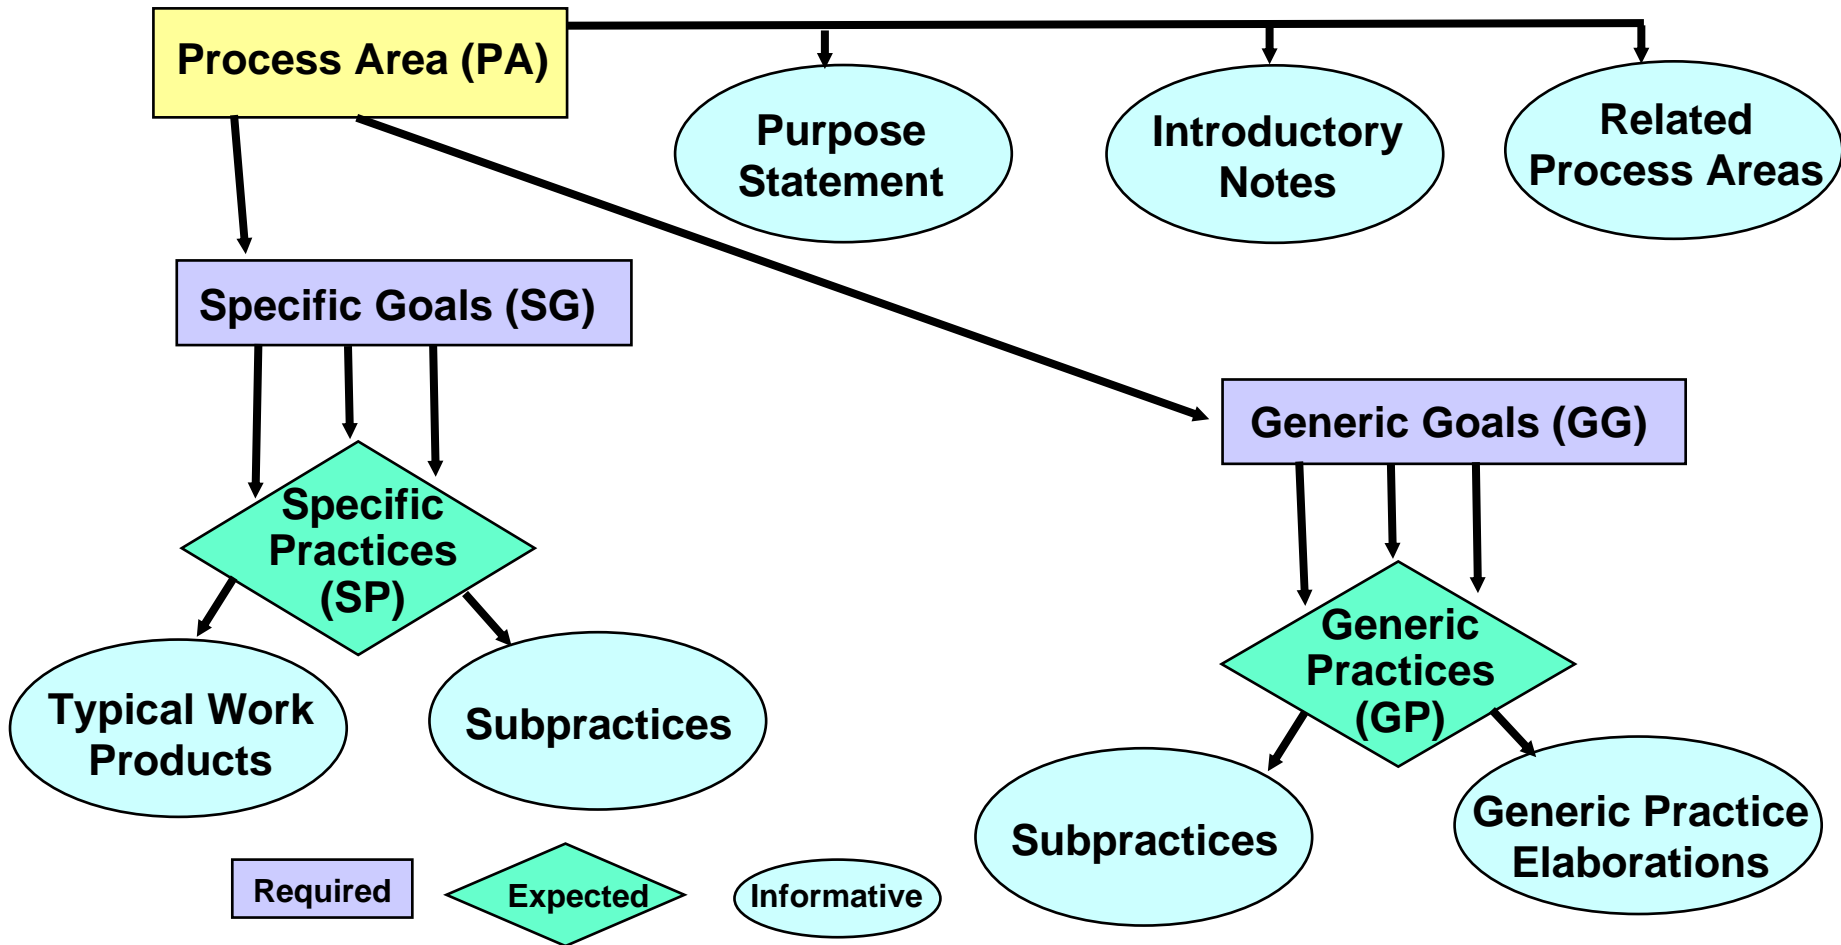 Process Area (PA)
Purpose
Statement
Introductory
Notes
Related
Process Areas
Specific Goals (SG)
Generic Goals (GG)
Specific
Practices
(SP)
Generic
Practices
(GP)
Typical Work
Products
Subpractices
Subpractices
Generic Practice
Elaborations
Required
Expected
Informative